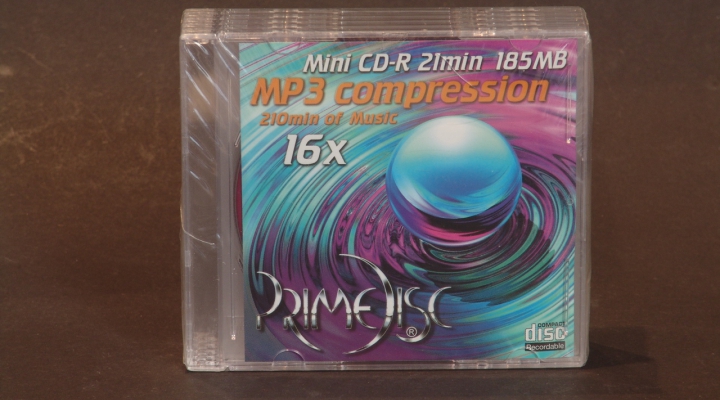 Mini CD-R 21min 185MB
MP3 compression
210min of Music
16x
PRIMEDISC
®
COMPACT
disc
Recordable